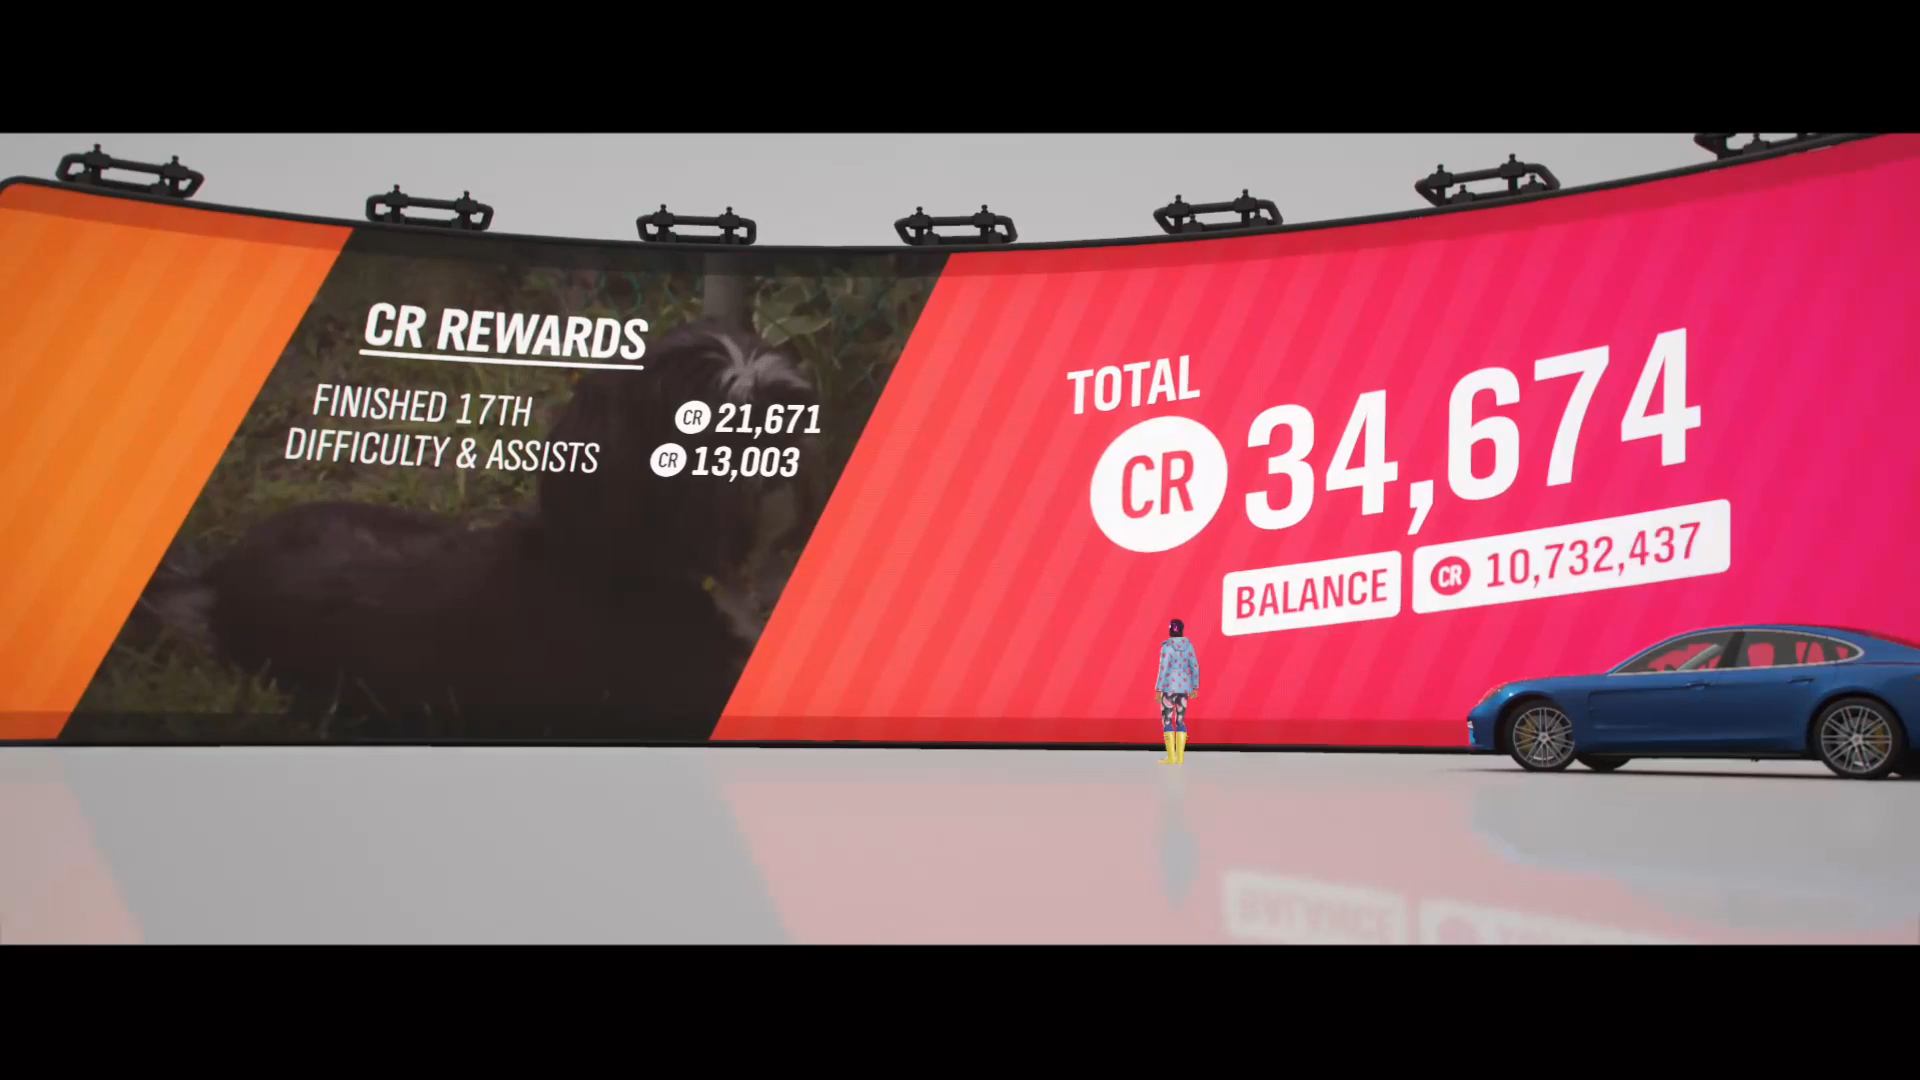 CR REWARDS
FINISHED 17TH CR 21,671
DIFFICULTY & ASSISTS CR 13,003
TOTAL
CR 34,674
BALANCE CR 10,732,437